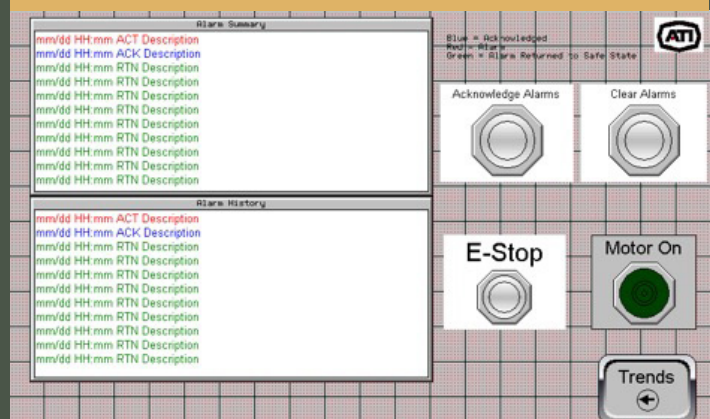 Alarm Summary
mm/dd HH:mm ACT Description
mm/dd HH:mm ACK Description
mm/dd HH:mm RTN Description
mm/dd HH:mm RTN Description
mm/dd HH:mm RTN Description
mm/dd HH:mm RTN Description
mm/dd HH:mm RTN Description
mm/dd HH:mm RTN Description
mm/dd HH:mm RTN Description
mm/dd HH:mm RTN Description
mm/dd HH:mm RTN Description
Blue = Acknowledged
Red = Alarm
Green = Alarm Returned to Safe State
ATI
Acknowledge Alarms
Clear Alarms
Alarm History
mm/dd HH:mm ACT Description
mm/dd HH:mm ACK Description
mm/dd HH:mm RTN Description
mm/dd HH:mm RTN Description
mm/dd HH:mm RTN Description
mm/dd HH:mm RTN Description
mm/dd HH:mm RTN Description
mm/dd HH:mm RTN Description
mm/dd HH:mm RTN Description
mm/dd HH:mm RTN Description
mm/dd HH:mm RTN Description
E-Stop
Motor On
Trends